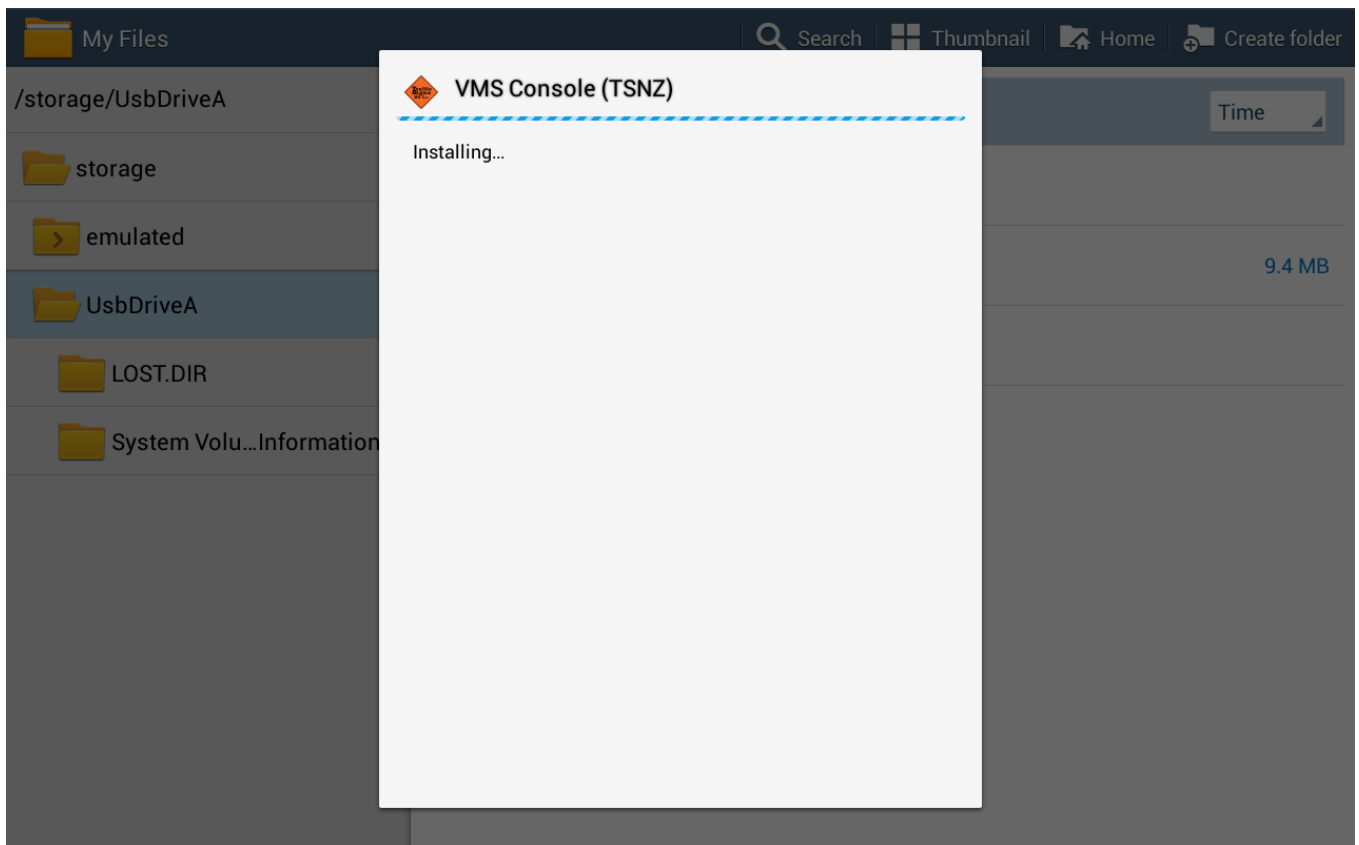 My Files
Search
Thumbnail
Home
Create folder
/storage/UsbDriveA
storage
emulated
UsbDriveA
LOST.DIR
System Volu...Information
VMS Console (TSNZ)
Installing...
Time
9.4 MB